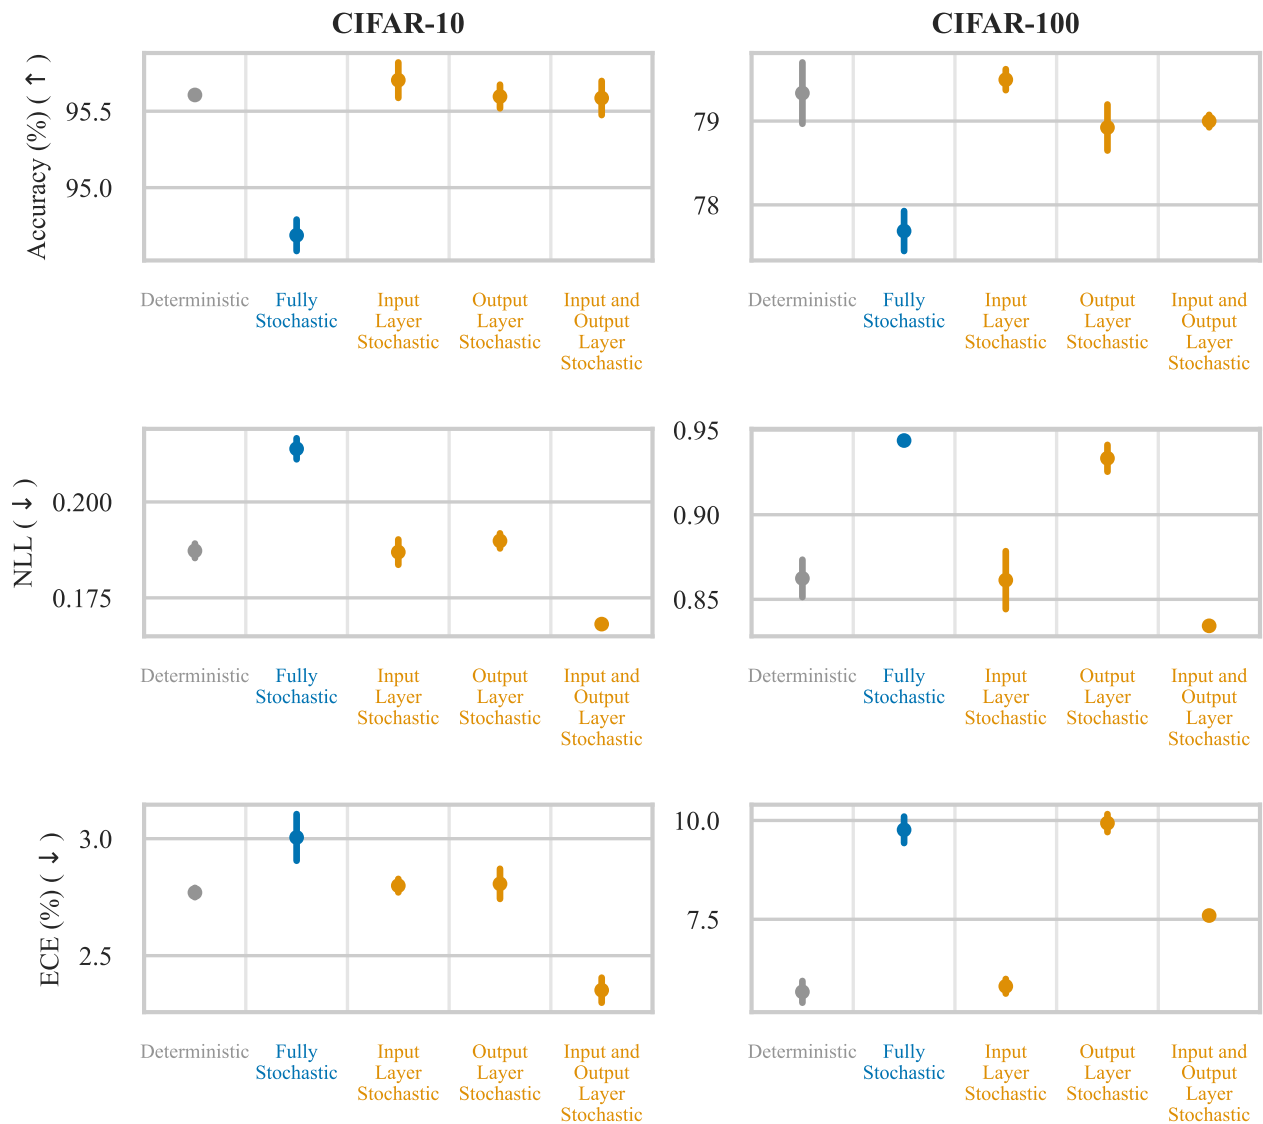 CIFAR-10
CIFAR-100
Accuracy (%) ( ↑ )
95.5
95.0
79
78
Deterministic
Fully
Stochastic
Input
Layer
Stochastic
Output
Layer
Stochastic
Input and
Output
Layer
Stochastic
Deterministic
Fully
Stochastic
Input
Layer
Stochastic
Output
Layer
Stochastic
Input and
Output
Layer
Stochastic
NLL ( ↓ )
0.200
0.175
0.95
0.90
0.85
Deterministic
Fully
Stochastic
Input
Layer
Stochastic
Output
Layer
Stochastic
Input and
Output
Layer
Stochastic
Deterministic
Fully
Stochastic
Input
Layer
Stochastic
Output
Layer
Stochastic
Input and
Output
Layer
Stochastic
ECE (%) ( ↓ )
3.0
2.5
10.0
7.5
Deterministic
Fully
Stochastic
Input
Layer
Stochastic
Output
Layer
Stochastic
Input and
Output
Layer
Stochastic
Deterministic
Fully
Stochastic
Input
Layer
Stochastic
Output
Layer
Stochastic
Input and
Output
Layer
Stochastic